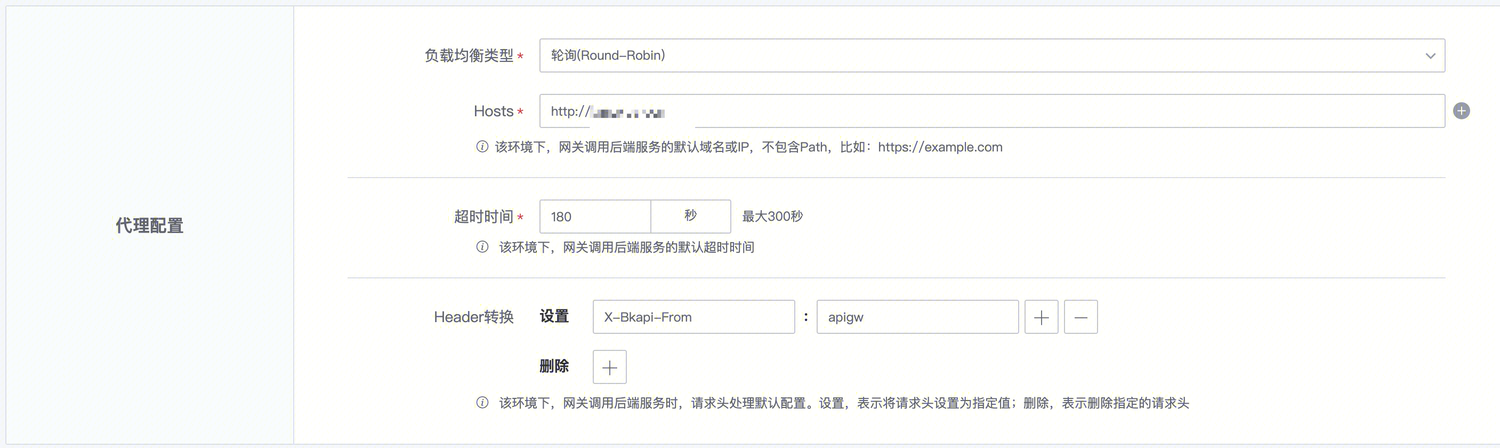 负载均衡类型 * 轮询(Round-Robin)
Hosts * http://
该环境下，网关调用后端服务的默认域名或IP，不包含Path，比如：https://example.com
代理配置
超时时间 * 180 秒 最大300秒
该环境下，网关调用后端服务的默认超时时间
Header转换 设置 X-Bkapi-From : apigw
删除
该环境下，网关调用后端服务时，请求头处理默认配置。设置，表示将请求头设置为指定值；删除，表示删除指定的请求头